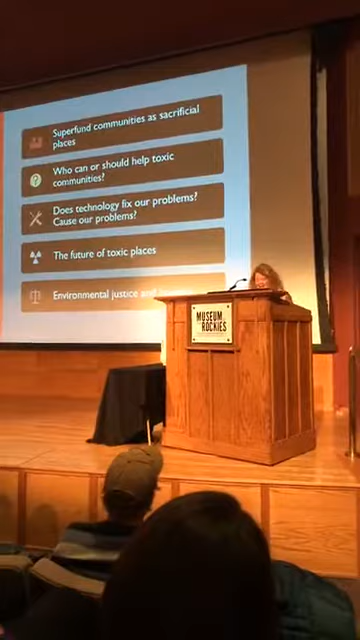 Superfund communities as sacrificial
places
Who can or should help toxic
communities?
Does technology fix our problems?
Cause our problems?
The future of toxic places
Environmental justice and
MUSEUM
OF THE
ROCKIES